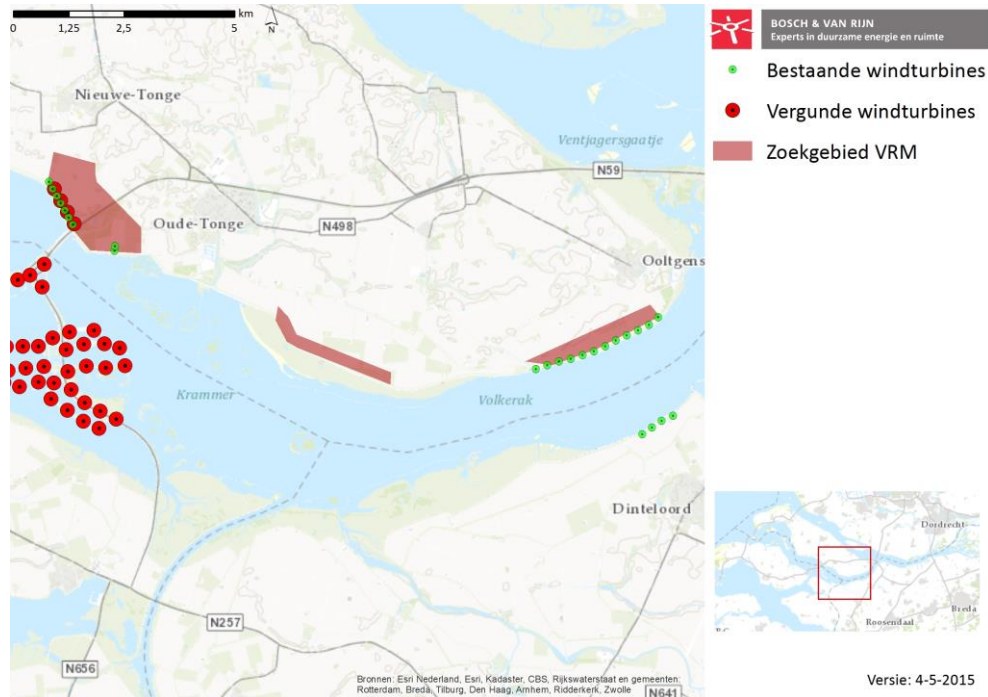 0 1,25 2,5 5
km
N
Nieuwe-Tonge
Ventjagersgaatje
N59
Oude-Tonge
N498
Ooltgens
Krammer
Volkerak
Dinteloord
N257
N656
N641
Bronnen: Esri Nederland, Esri, Kadaster, CBS, Rijkswaterstaat en gemeenten:
Rotterdam, Breda, Tilburg, Den Haag, Arnhem, Ridderkerk, Zwolle
BOSCH & VAN RIJN
Experts in duurzame energie en ruimte
Bestaande windturbines
Vergunde windturbines
Zoekgebied VRM
Dordrecht
Breda
Roosendaal
Versie: 4-5-2015